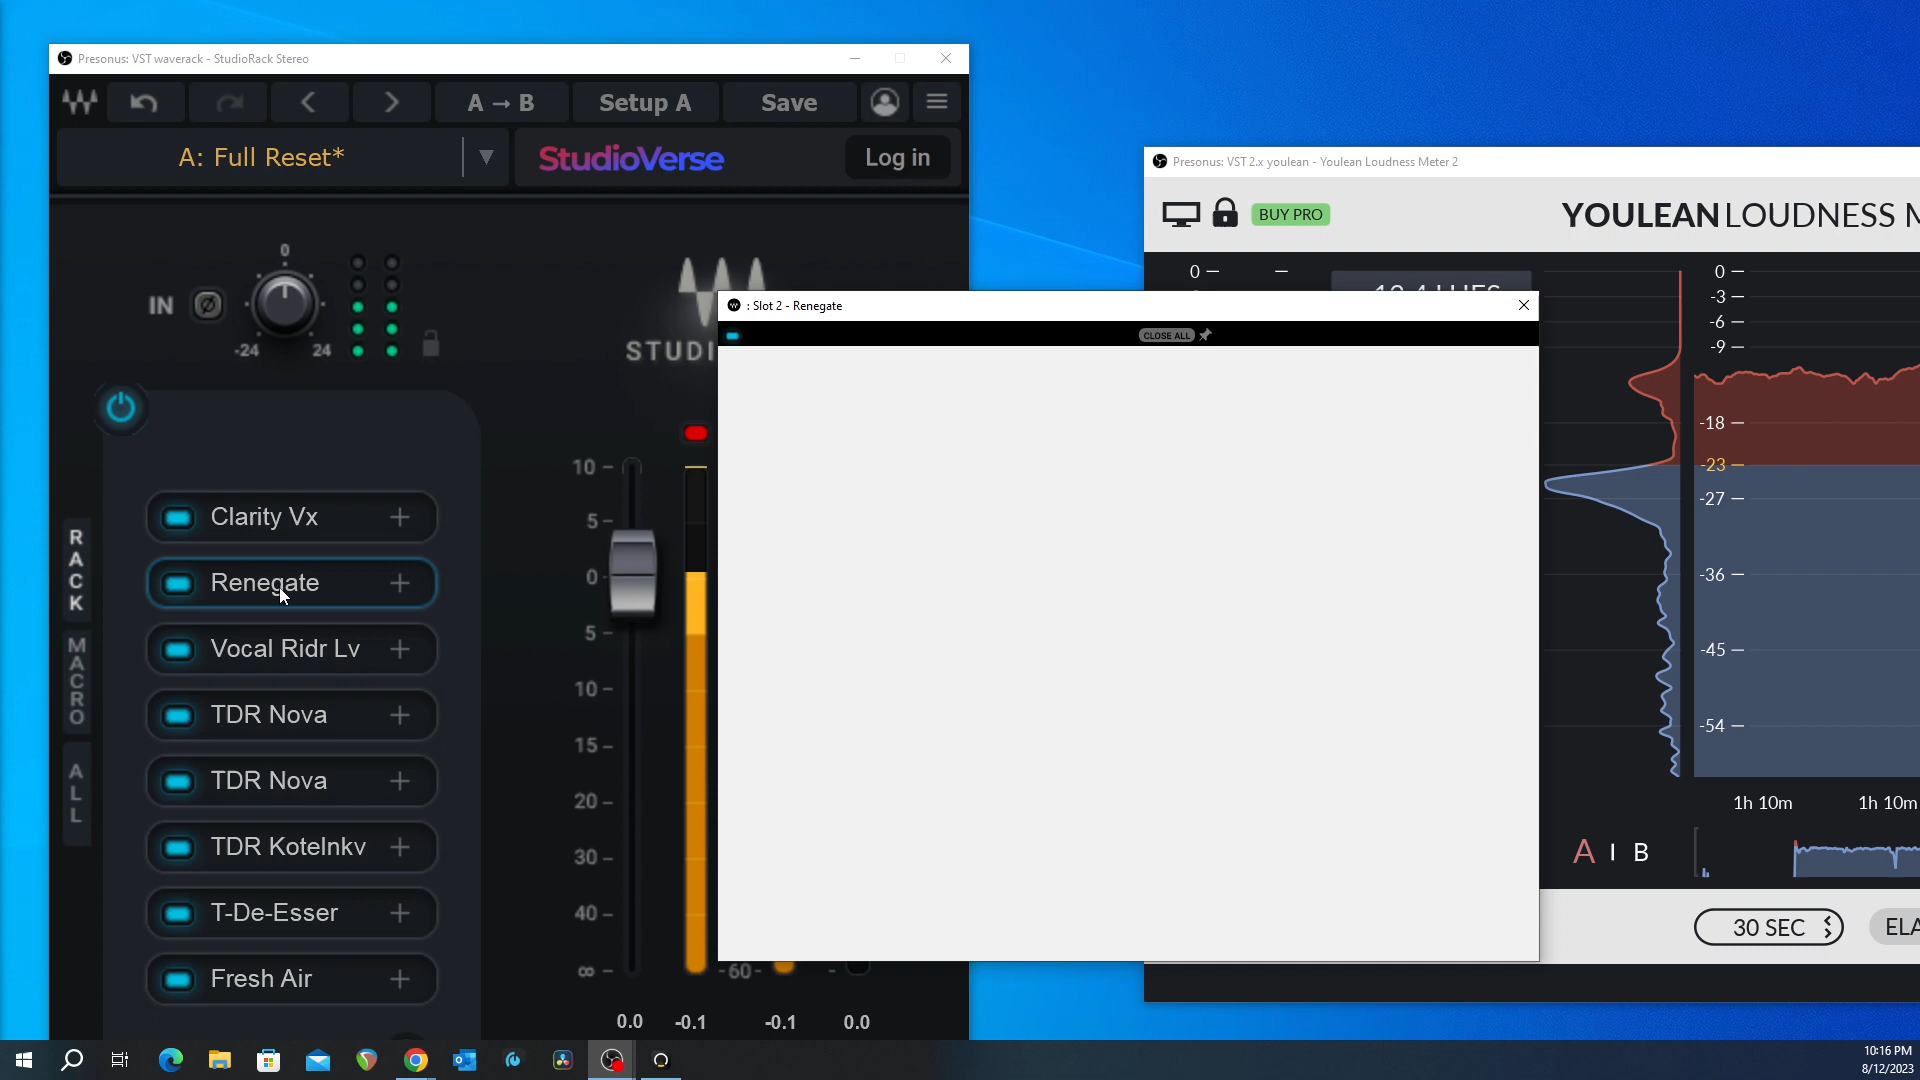 Presonus: VST waverack - StudioRack Stereo
A → B
Setup A
Save
A: Full Reset*
StudioVerse
Log in
IN
0
-24
24
STUDI
RACK
MACRO
ALL
Clarity Vx
Renegate
Vocal Ridr Lv
TDR Nova
TDR Nova
TDR Kotelnkv
T-De-Esser
Fresh Air
10
5
0
5
10
15
20
30
40
∞
-60-
0.0
-0.1
-0.1
0.0
: Slot 2 - Renegate
CLOSE ALL
Presonus: VST 2.x youlean - Youlean Loudness Meter 2
BUY PRO
YOULEAN LOUDNESS M
0
0
-3
-6
-9
-18
-23
-27
-36
-45
-54
1h 10m
1h 10m
A I B
30 SEC
ELA
10:16 PM
8/12/2023